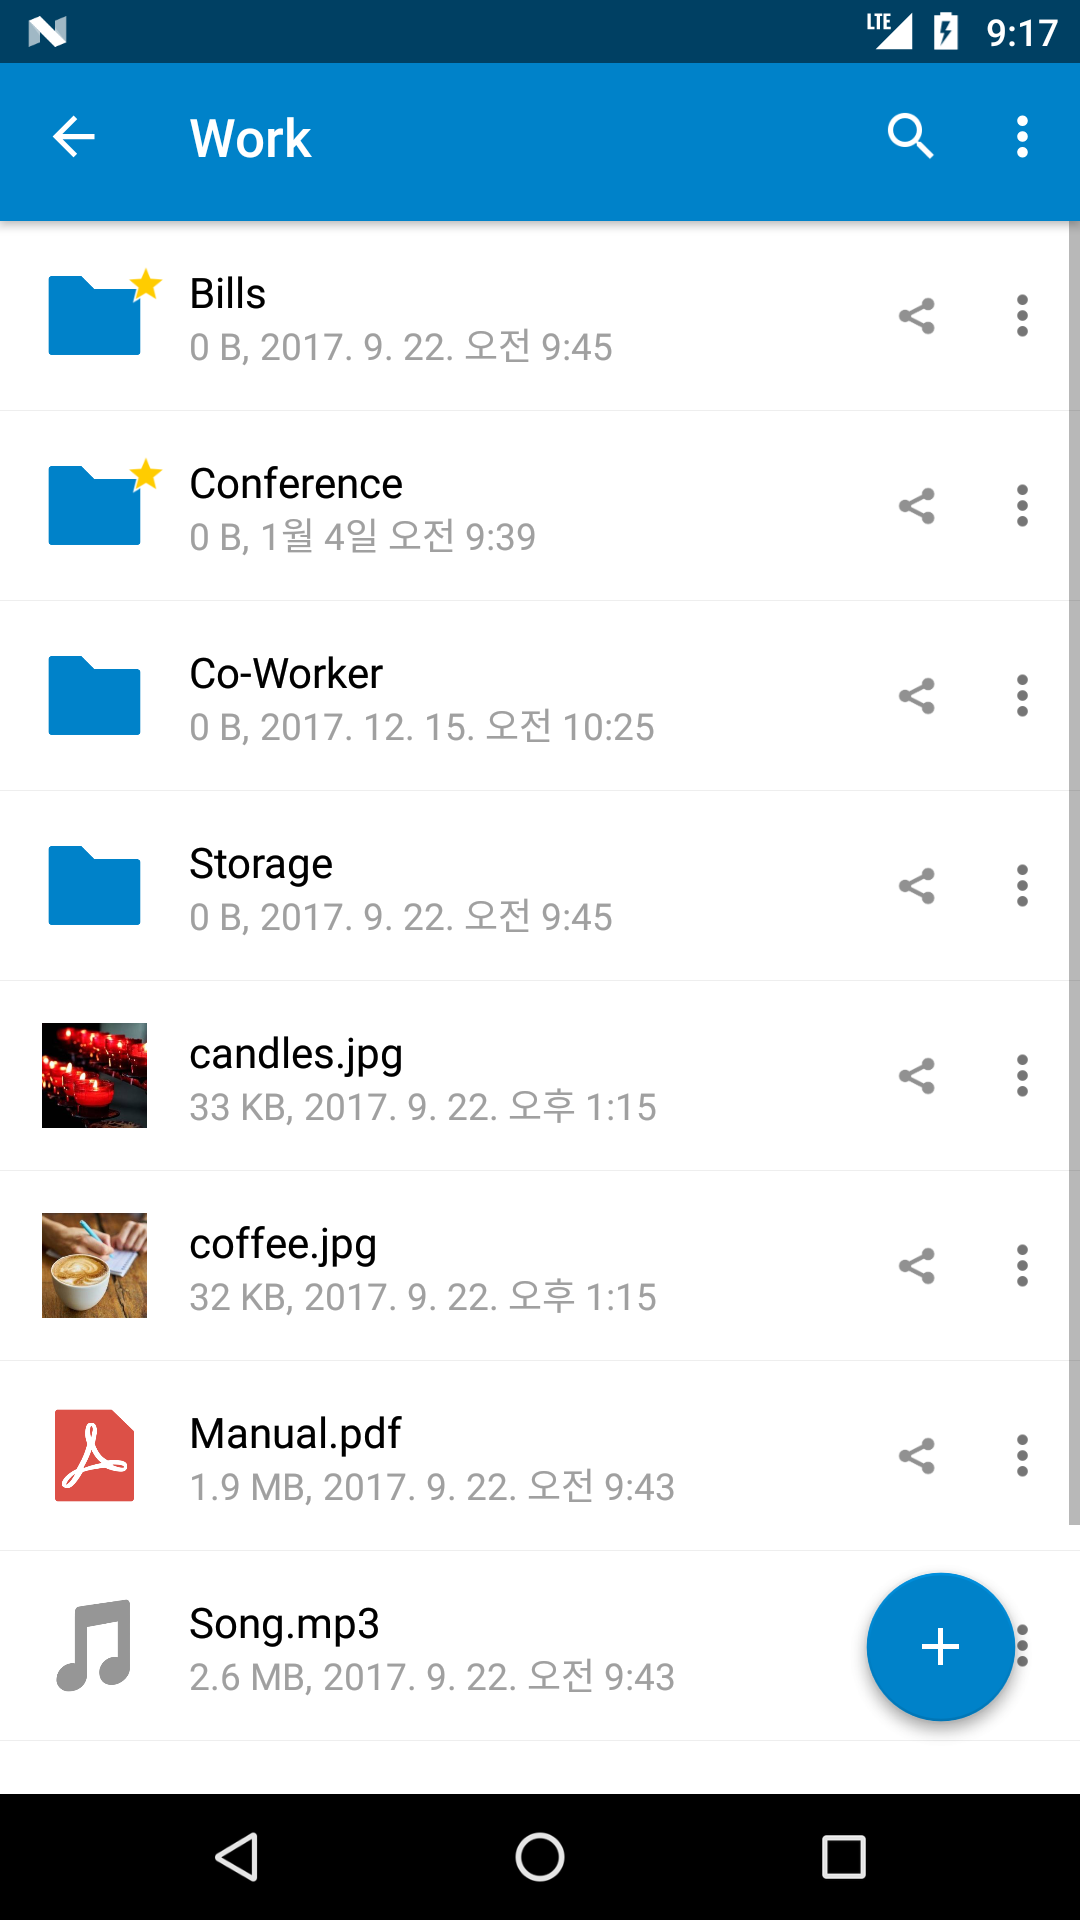 LTE 9:17
Work
Bills
0 B, 2017. 9. 22. 오전 9:45
Conference
0 B, 1월 4일 오전 9:39
Co-Worker
0 B, 2017. 12. 15. 오전 10:25
Storage
0 B, 2017. 9. 22. 오전 9:45
candles.jpg
33 KB, 2017. 9. 22. 오후 1:15
coffee.jpg
32 KB, 2017. 9. 22. 오후 1:15
Manual.pdf
1.9 MB, 2017. 9. 22. 오전 9:43
Song.mp3
2.6 MB, 2017. 9. 22. 오전 9:43